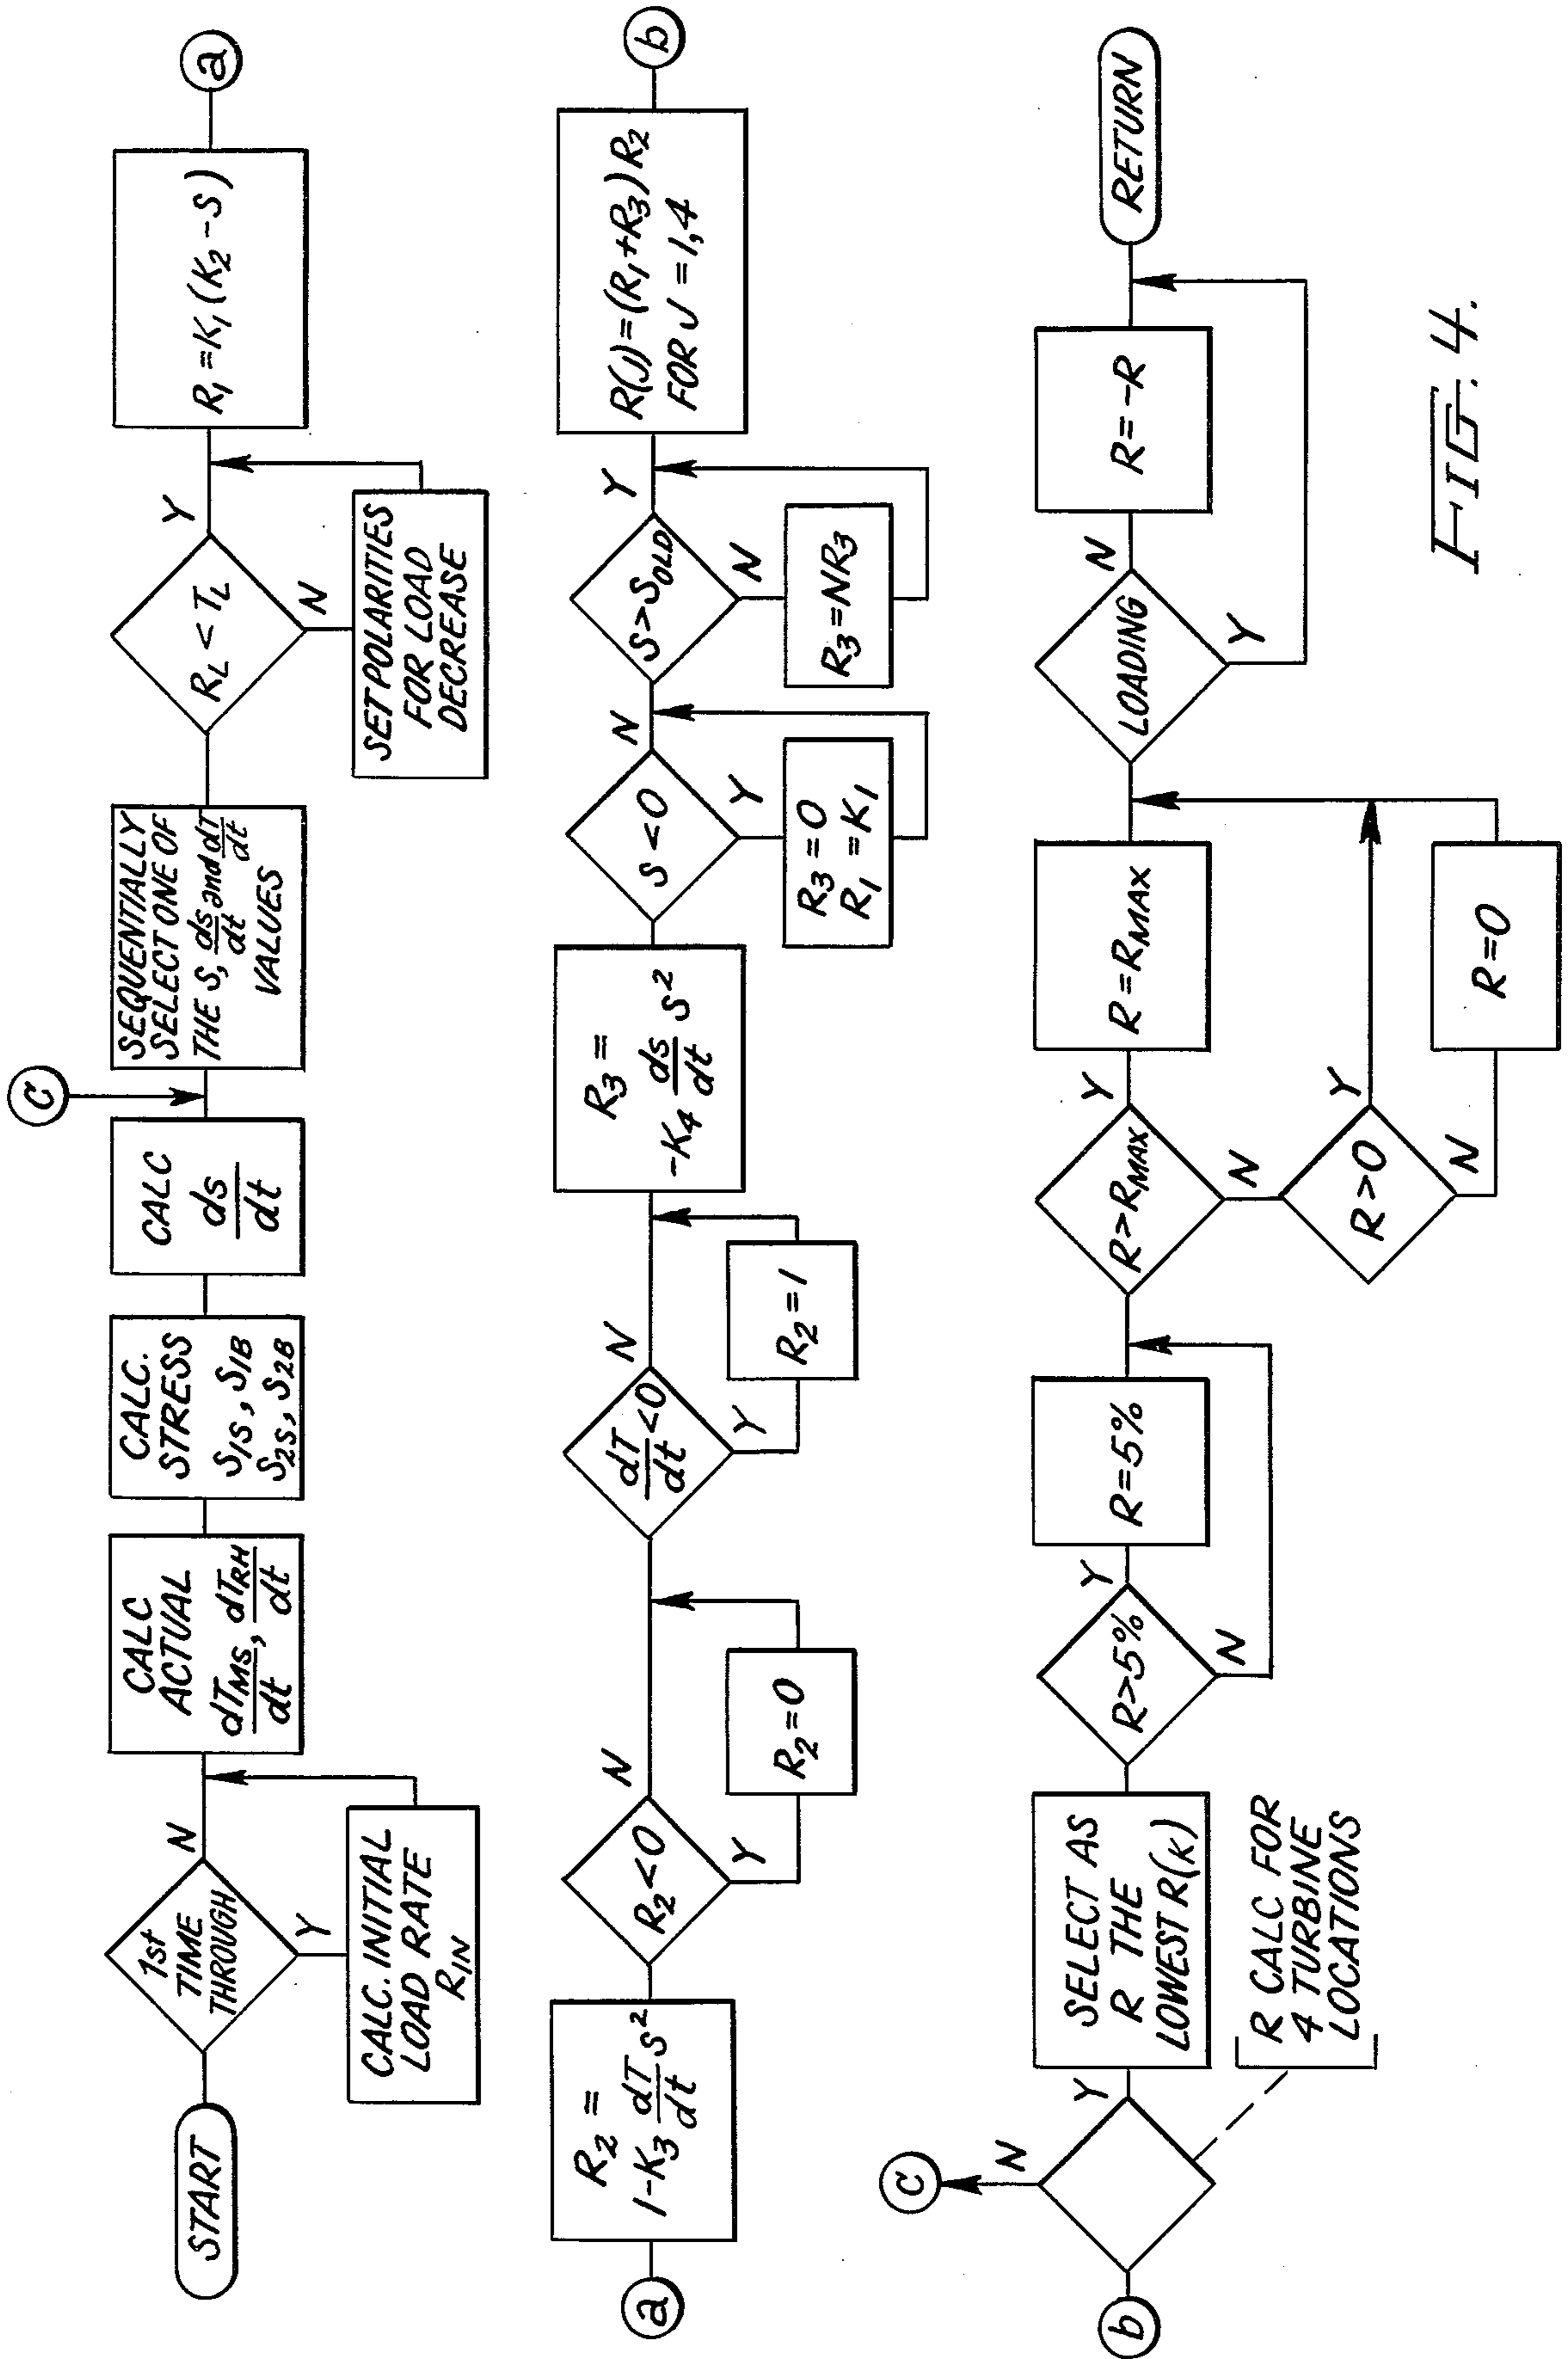 START
1st
TIME
THROUGH
N
Y
CALC. INITIAL
LOAD RATE
R_IN
CALC
ACTUAL
dT_MS/dt, dT_RH/dt
CALC.
STRESS
S_1S, S_1B
S_2S, S_2B
CALC
ds/dt
C
SEQUENTIALLY
SELECT ONE OF
THE S, ds/dt and dT/dt
VALUES
R_L < T_L
Y
N
SET POLARITIES
FOR LOAD
DECREASE
R_1 = K_1 (K_2 - S)
a
a
R_2 =
1-K_3 dT/dt S^2
R_2 < 0
N
Y
R_2 = 0
dT/dt < 0
N
Y
R_2 = 1
R_3 =
-K_4 ds/dt S^2
S < 0
N
Y
R_3 = 0
R_1 = K_1
S > S_OLD
Y
N
R_3 = NR_3
R(J) = (R_1 + R_3) R_2
FOR J = 1,4
b
b
C
N
Y
R CALC FOR
4 TURBINE
LOCATIONS
SELECT AS
R THE
LOWEST R(K)
R > 5%
Y
N
R = 5%
R > R_MAX
Y
N
R = R_MAX
R > 0
Y
N
R = 0
LOADING
N
Y
R = -R
RETURN
FIG. 4.